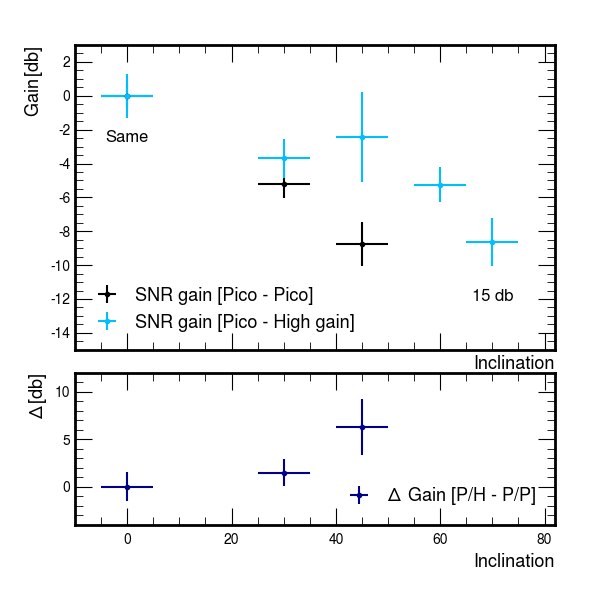 Gain [db]
2
0
-2
-4
-6
-8
-10
-12
-14
Same
15 db
SNR gain [Pico - Pico]
SNR gain [Pico - High gain]
Inclination
Δ [db]
10
5
0
Δ Gain [P/H - P/P]
0 20 40 60 80
Inclination